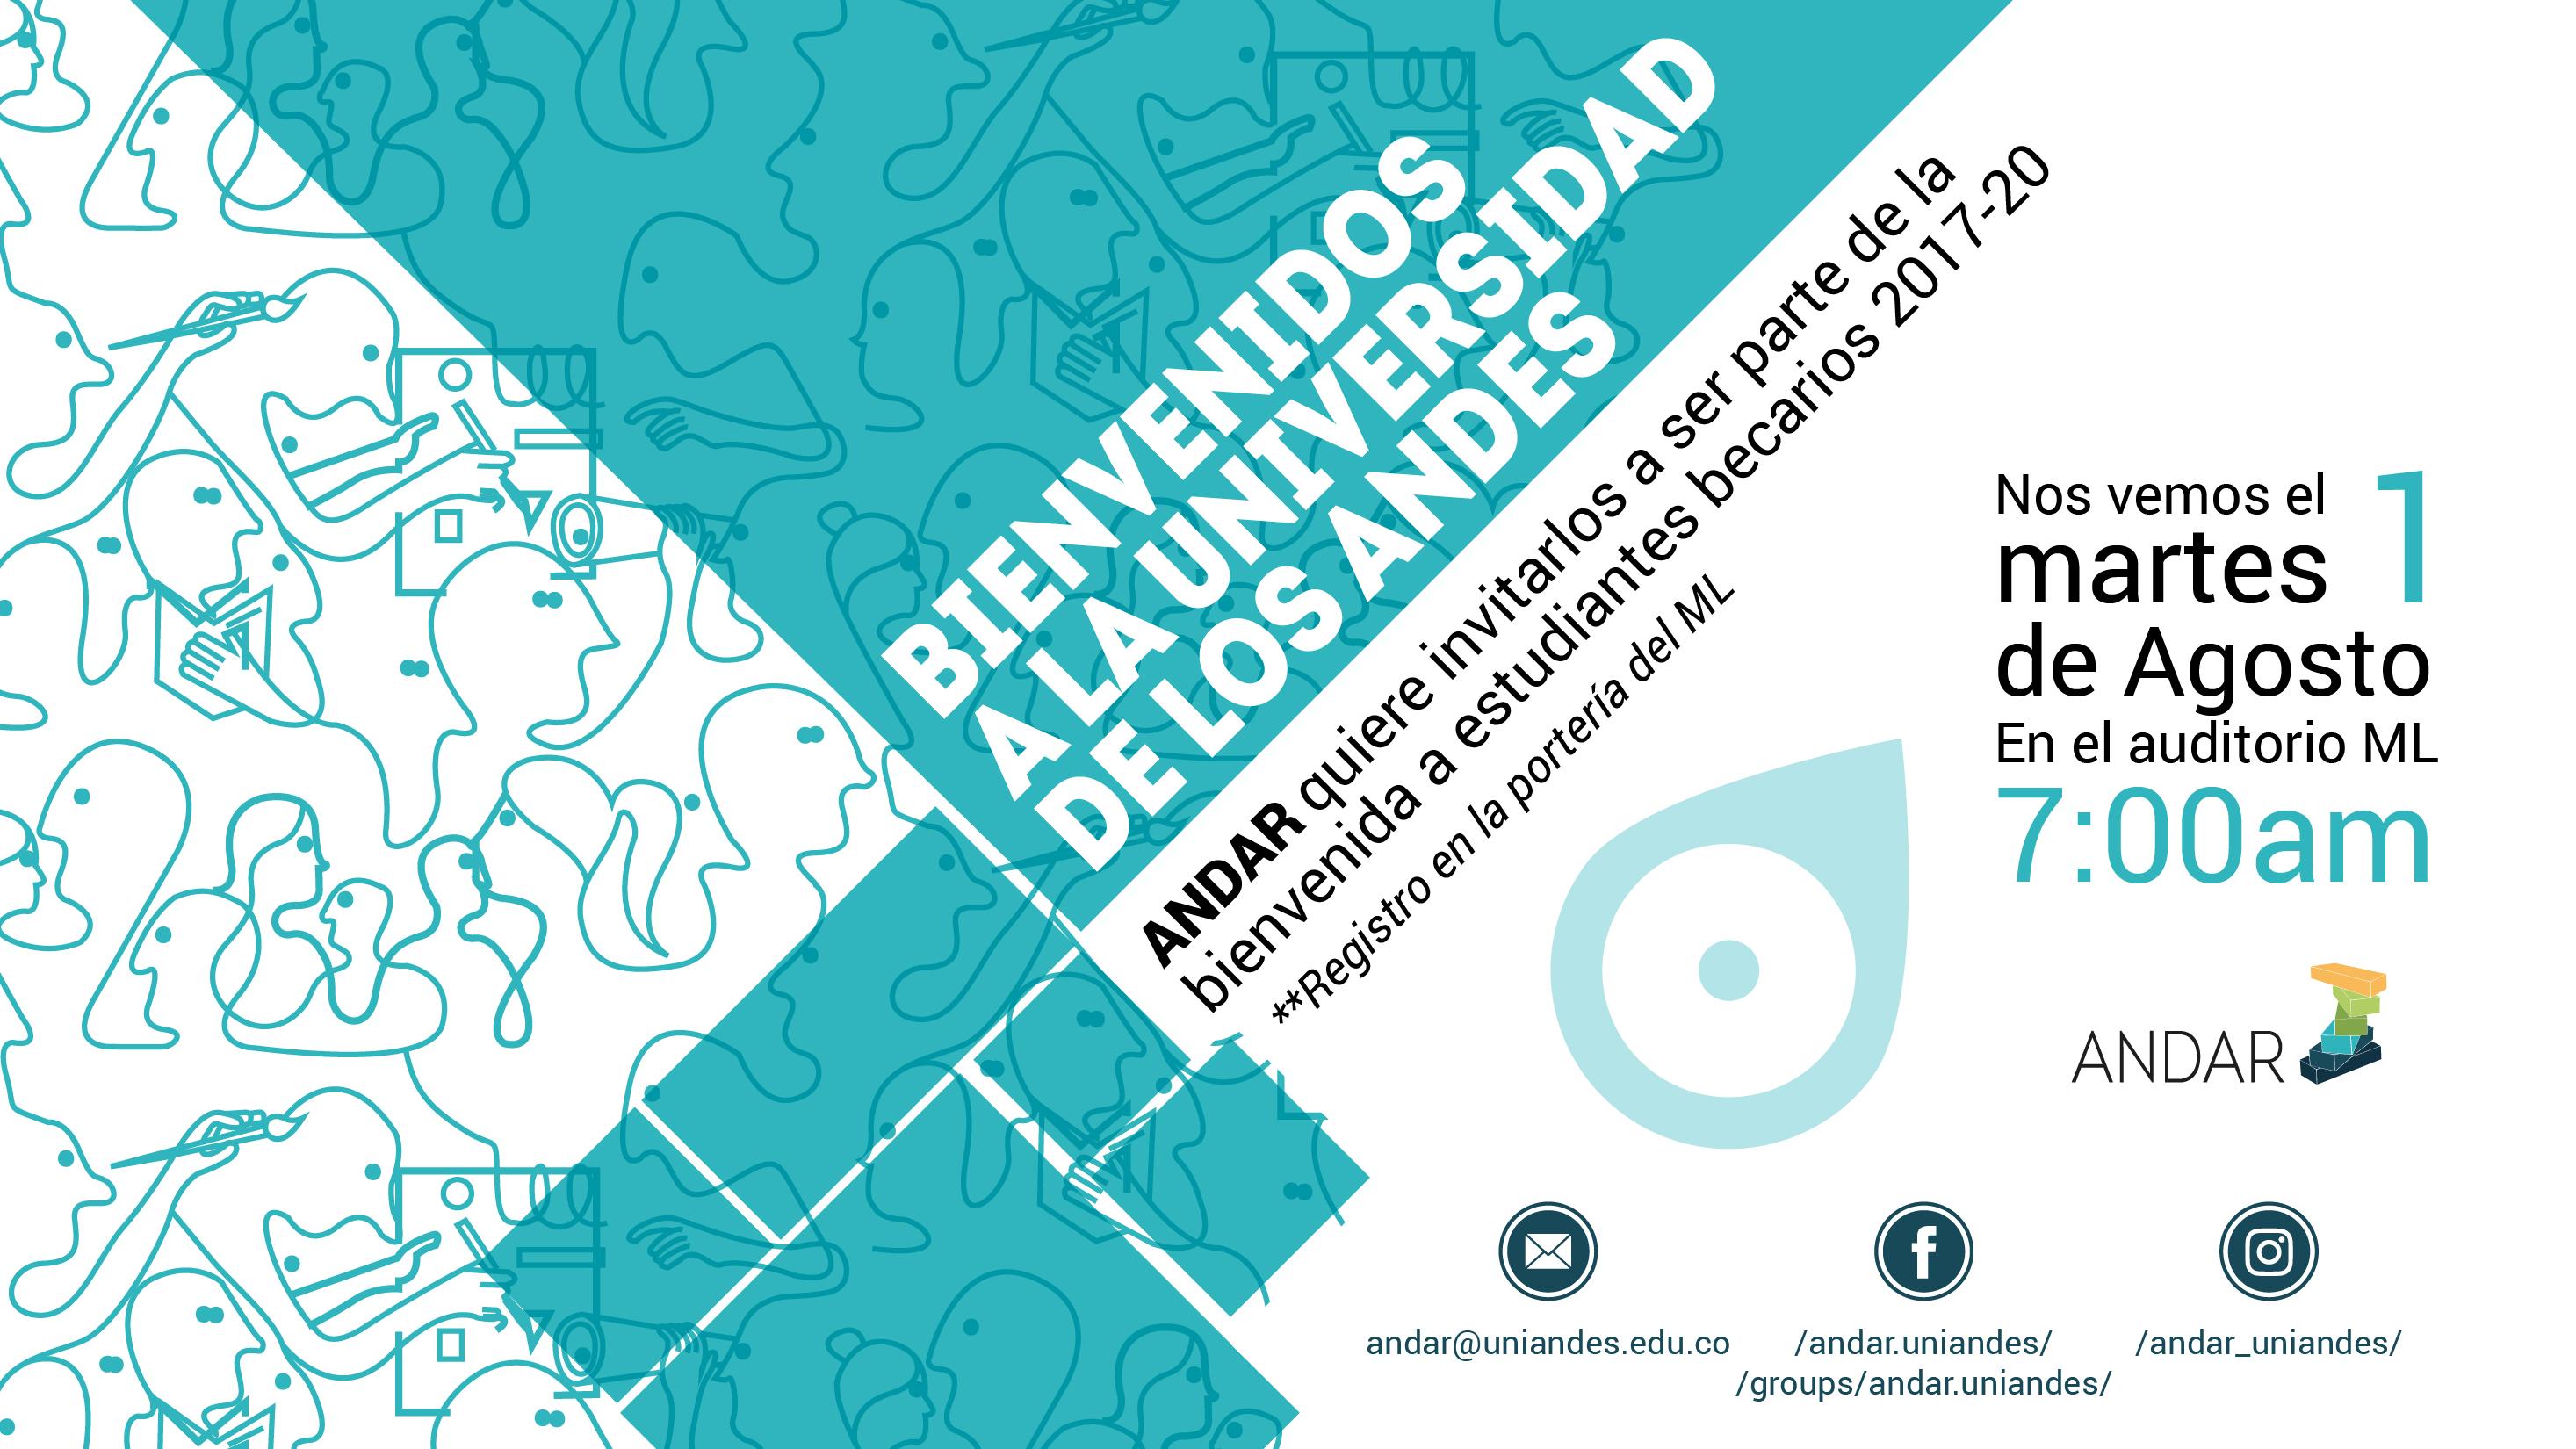 BIENVENIDOS
A LA UNIVERSIDAD
DE LOS ANDES
ANDAR quiere invitarlos a ser parte de la
bienvenida a estudiantes becarios 2017-20
**Registro en la portería del ML
Nos vemos el
martes 1
de Agosto
En el auditorio ML
7:00am
ANDAR
andar@uniandes.edu.co
/andar.uniandes/
/groups/andar.uniandes/
/andar_uniandes/